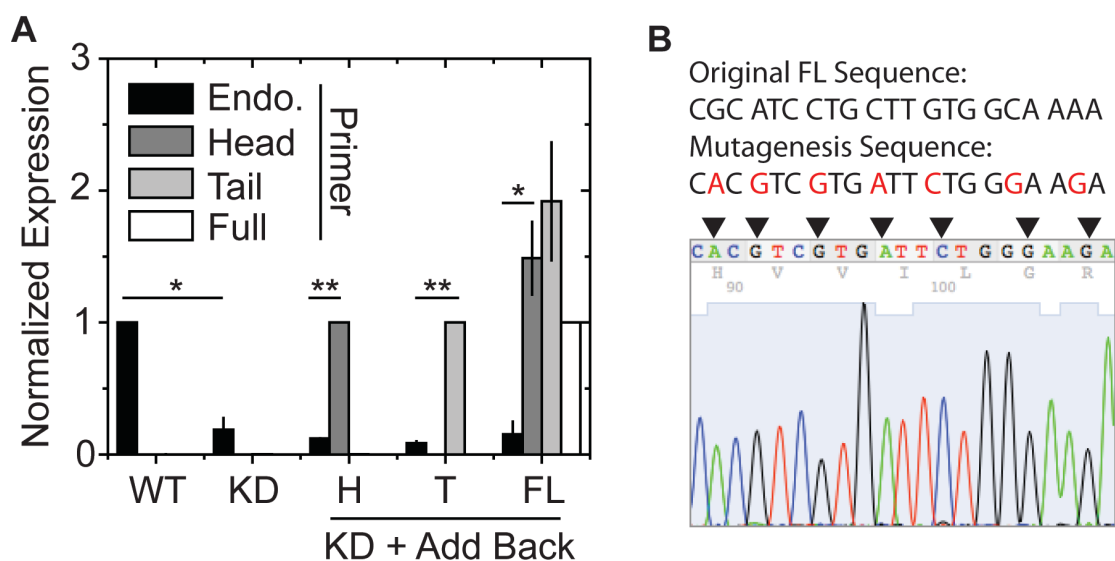 A
Normalized Expression
3
2
1
0
Endo.
Head
Tail
Full
Primer
*
**
**
*
WT KD H T FL
KD + Add Back
B
Original FL Sequence:
CGC ATC CTG CTT GTG GCA AAA
Mutagenesis Sequence:
CAC GTC GTG ATT CTG GGA AGA
CACGTCGTGATTCTGGGAAGA
H V V I L G R
90 100